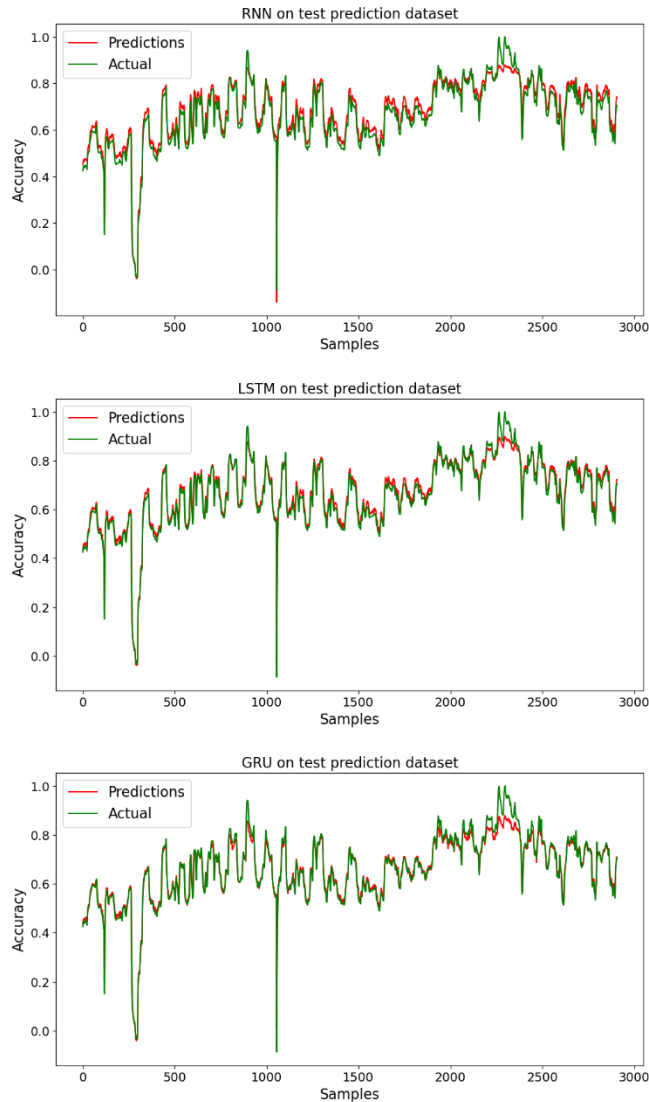 RNN on test prediction dataset
Predictions
Actual
1.0
0.8
0.6
0.4
0.2
0.0
Accuracy
0
500
1000
1500
2000
2500
3000
Samples
LSTM on test prediction dataset
Predictions
Actual
1.0
0.8
0.6
0.4
0.2
0.0
Accuracy
0
500
1000
1500
2000
2500
3000
Samples
GRU on test prediction dataset
Predictions
Actual
1.0
0.8
0.6
0.4
0.2
0.0
Accuracy
0
500
1000
1500
2000
2500
3000
Samples